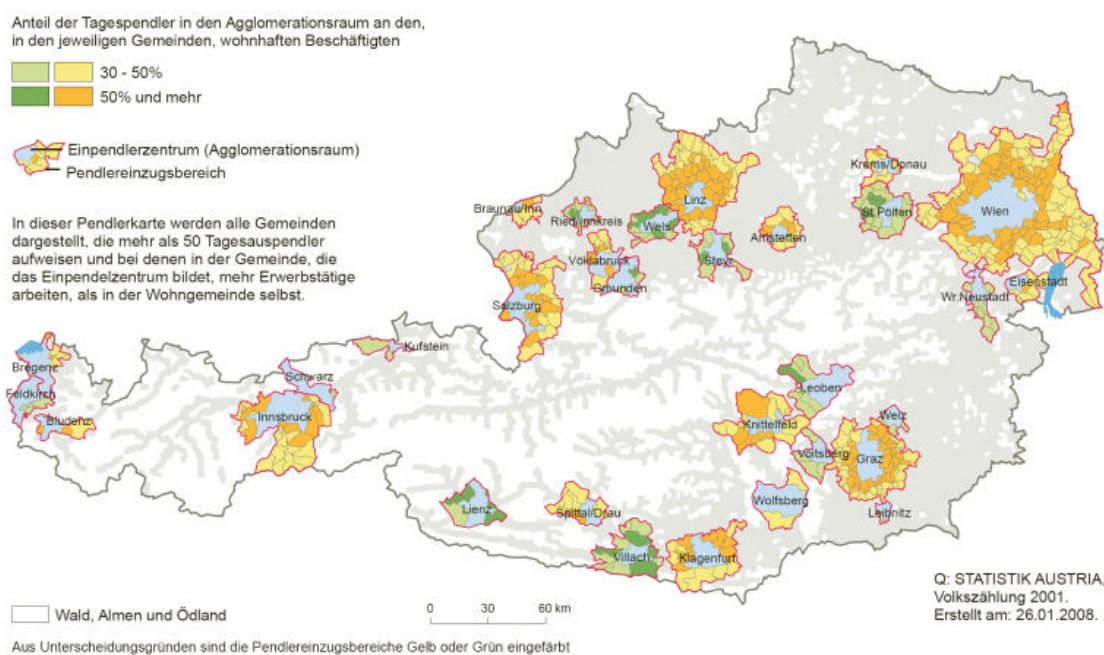 Anteil der Tagespendler in den Agglomerationsraum an den,
in den jeweiligen Gemeinden, wohnhaften Beschäftigten
30 - 50%
50% und mehr
Einpendlerzentrum (Agglomerationsraum)
Pendlereinzugsbereich
In dieser Pendlerkarte werden alle Gemeinden
dargestellt, die mehr als 50 Tagesauspendler
aufweisen und bei denen in der Gemeinde, die
das Einpendelzentrum bildet, mehr Erwerbstätige
arbeiten, als in der Wohngemeinde selbst.
Krems/Donau
Braunau/Inn
Ried/Innkreis
Linz
Wels
St.Pölten
Wien
Amstetten
Steyr
Vöcklabruck
Gmunden
Salzburg
Eisenstadt
Wr.Neustadt
Kufstein
Bregenz
Schwarz
Feldkirch
Bludenz
Innsbruck
Leoben
Weiz
Knittelfeld
Voitsberg
Graz
Wolfsberg
Leibnitz
Lienz
Spittal/Drau
Villach
Klagenfurt
Wald, Almen und Ödland
0 30 60 km
Q: STATISTIK AUSTRIA,
Volkszählung 2001.
Erstellt am: 26.01.2008.
Aus Unterscheidungsgründen sind die Pendlereinzugsbereiche Gelb oder Grün eingefärbt